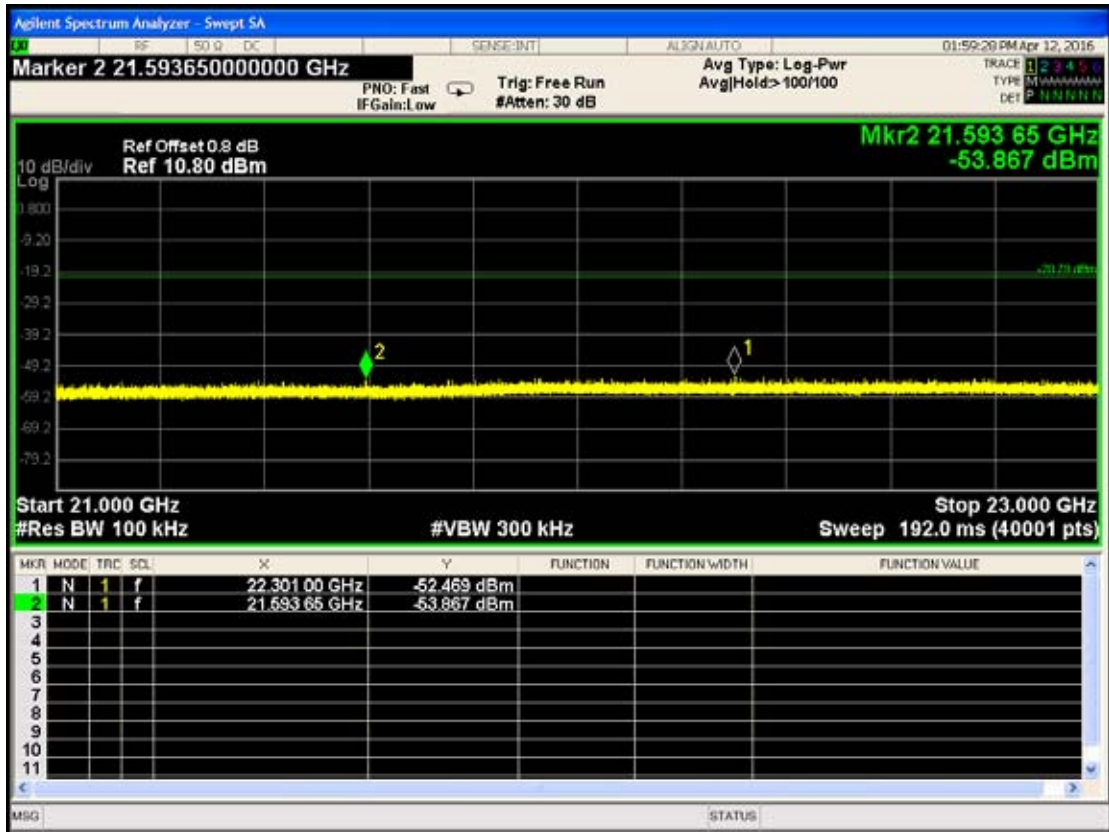 Agilent Spectrum Analyzer - Swept SA
RF 50 Ω DC SENSE:INT ALIGN AUTO 01:59:28 PM Apr 12, 2016
Marker 2 21.593650000000 GHz
PNO: Fast
IFGain:Low
Trig: Free Run
#Atten: 30 dB
Avg Type: Log-Pwr
Avg|Hold:>100/100
TRACE 1 2 3 4 5 6
TYPE M
DET P N N N N N
Mkr2 21.593 65 GHz
-53.867 dBm
Ref Offset 0.8 dB
10 dB/div Ref 10.80 dBm
Log
0.800
-9.20
-19.2
-29.2
-39.2
-49.2
-59.2
-69.2
-79.2
2
1
Start 21.000 GHz Stop 23.000 GHz
#Res BW 100 kHz #VBW 300 kHz Sweep 192.0 ms (40001 pts)
MKR MODE TRC SCL X Y FUNCTION FUNCTION WIDTH FUNCTION VALUE
1 N 1 f 22.301 00 GHz -52.469 dBm
2 N 1 f 21.593 65 GHz -53.867 dBm
3
4
5
6
7
8
9
10
11
MSG STATUS